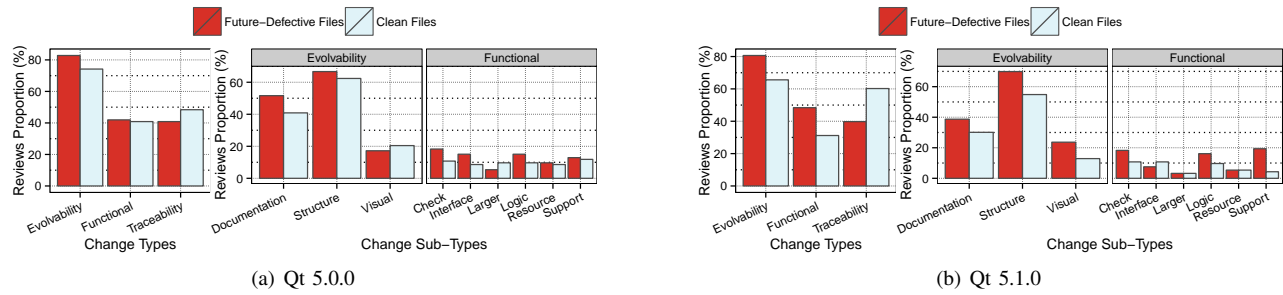 Future−Defective Files Clean Files
Reviews Proportion (%)
80
60
40
20
0
Evolvability
Functional
Traceability
Change Types
Reviews Proportion (%)
60
40
20
0
Evolvability
Functional
Documentation
Structure
Visual
Check
Interface
Larger
Logic
Resource
Support
Change Sub−Types
(a) Qt 5.0.0
Future−Defective Files Clean Files
Reviews Proportion (%)
80
60
40
20
0
Evolvability
Functional
Traceability
Change Types
Reviews Proportion (%)
60
40
20
0
Evolvability
Functional
Documentation
Structure
Visual
Check
Interface
Larger
Logic
Resource
Support
Change Sub−Types
(b) Qt 5.1.0